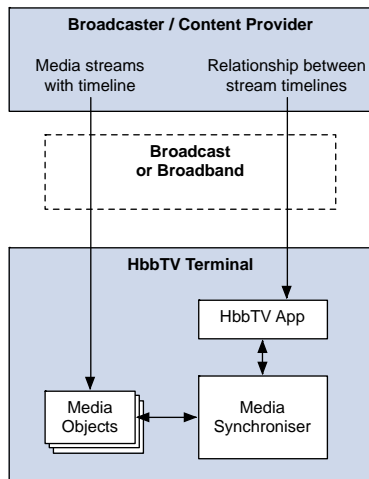 Broadcaster / Content Provider
Media streams
with timeline
Relationship between
stream timelines
Broadcast
or Broadband
HbbTV Terminal
HbbTV App
Media
Objects
Media
Synchroniser